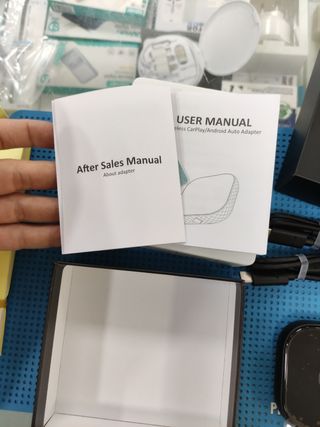 After Sales Manual
About adapter
USER MANUAL
eless CarPlay/Android Auto Adapter